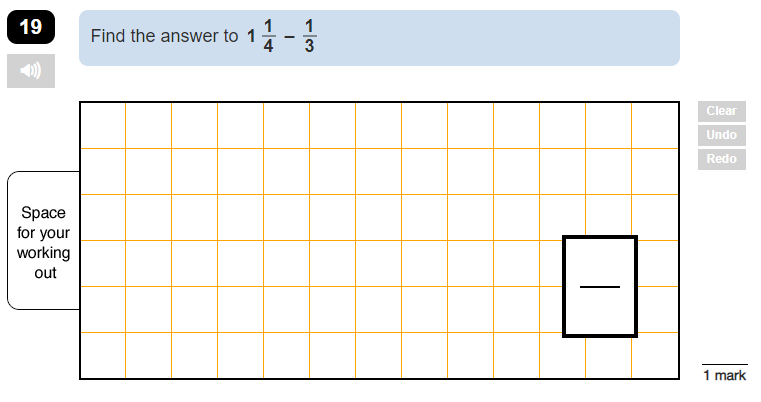 19
Find the answer to 1 1/4 – 1/3
Clear
Undo
Redo
Space
for your
working
out
1 mark